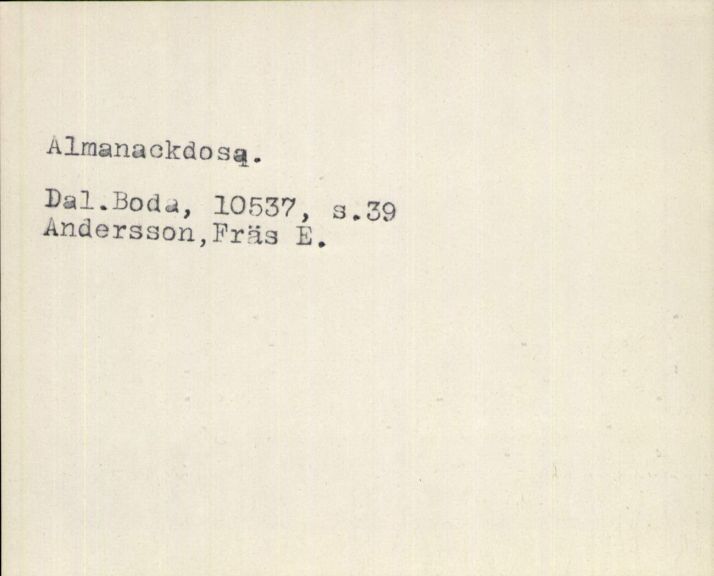 Almanackdosa.
Dal.Boda, 10537, s.39
Andersson,Fräs E.